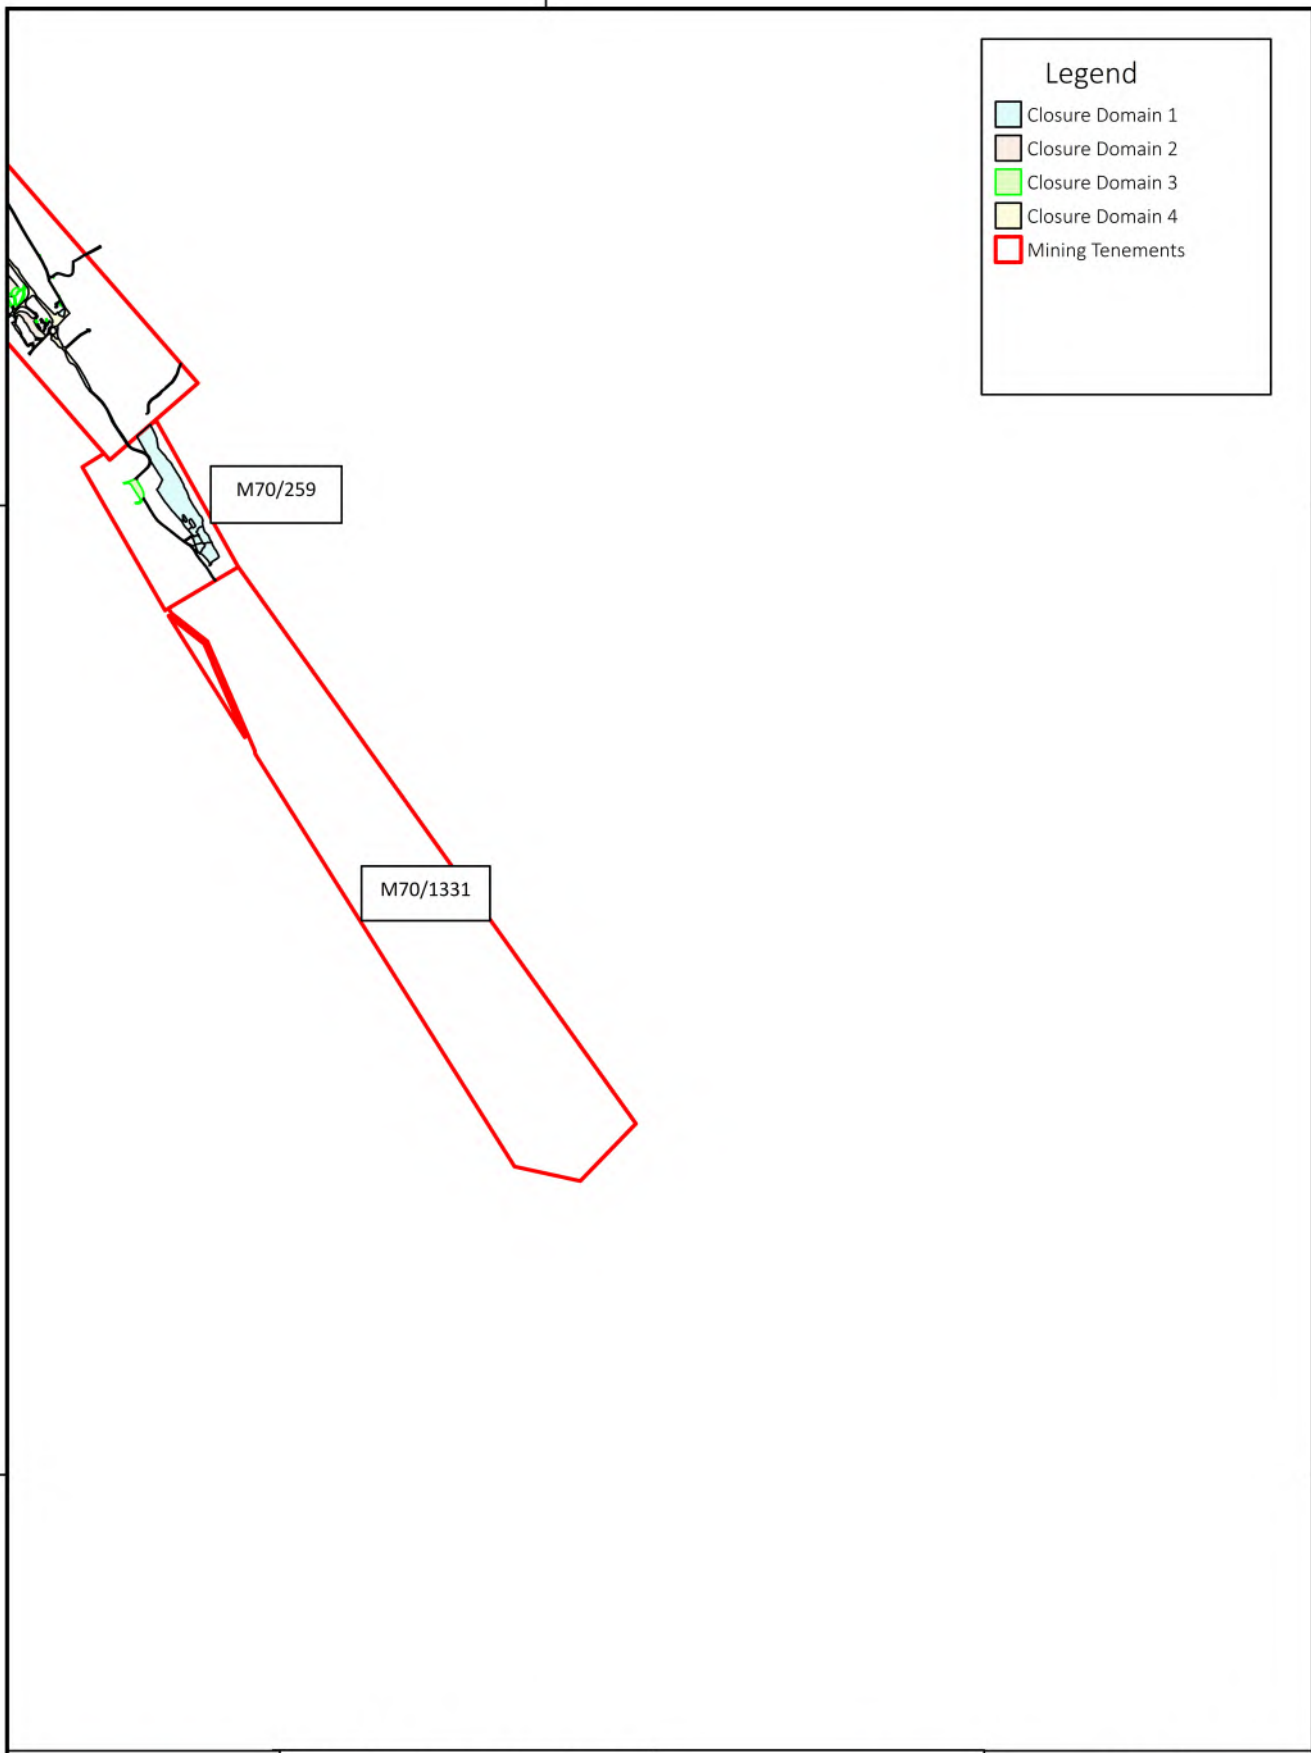 Legend
Closure Domain 1
Closure Domain 2
Closure Domain 3
Closure Domain 4
Mining Tenements
M70/259
M70/1331